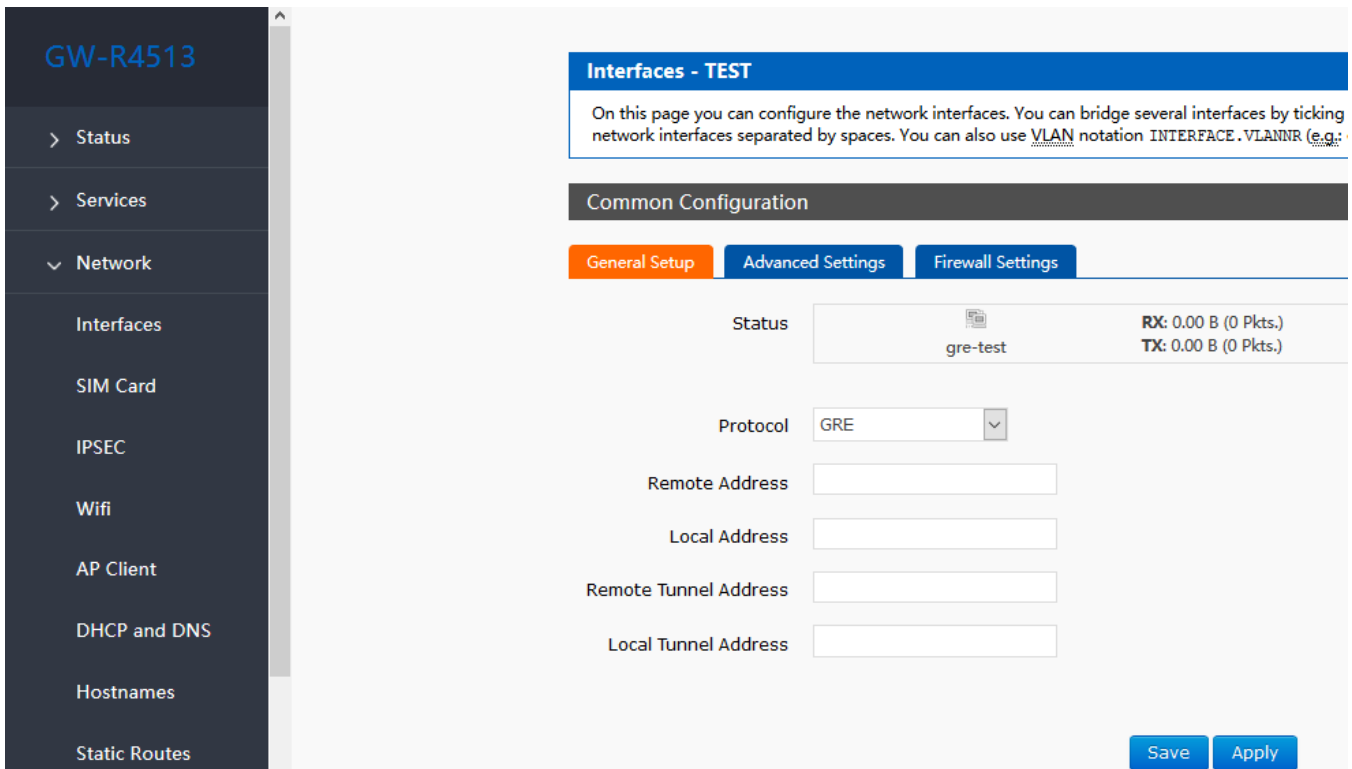 GW-R4513
Status
Services
Network
Interfaces
SIM Card
IPSEC
Wifi
AP Client
DHCP and DNS
Hostnames
Static Routes
Interfaces - TEST
On this page you can configure the network interfaces. You can bridge several interfaces by ticking
network interfaces separated by spaces. You can also use VLAN notation INTERFACE.VLANNR (e.g.:
Common Configuration
General Setup Advanced Settings Firewall Settings
Status
gre-test
RX: 0.00 B (0 Pkts.)
TX: 0.00 B (0 Pkts.)
Protocol GRE
Remote Address
Local Address
Remote Tunnel Address
Local Tunnel Address
Save Apply